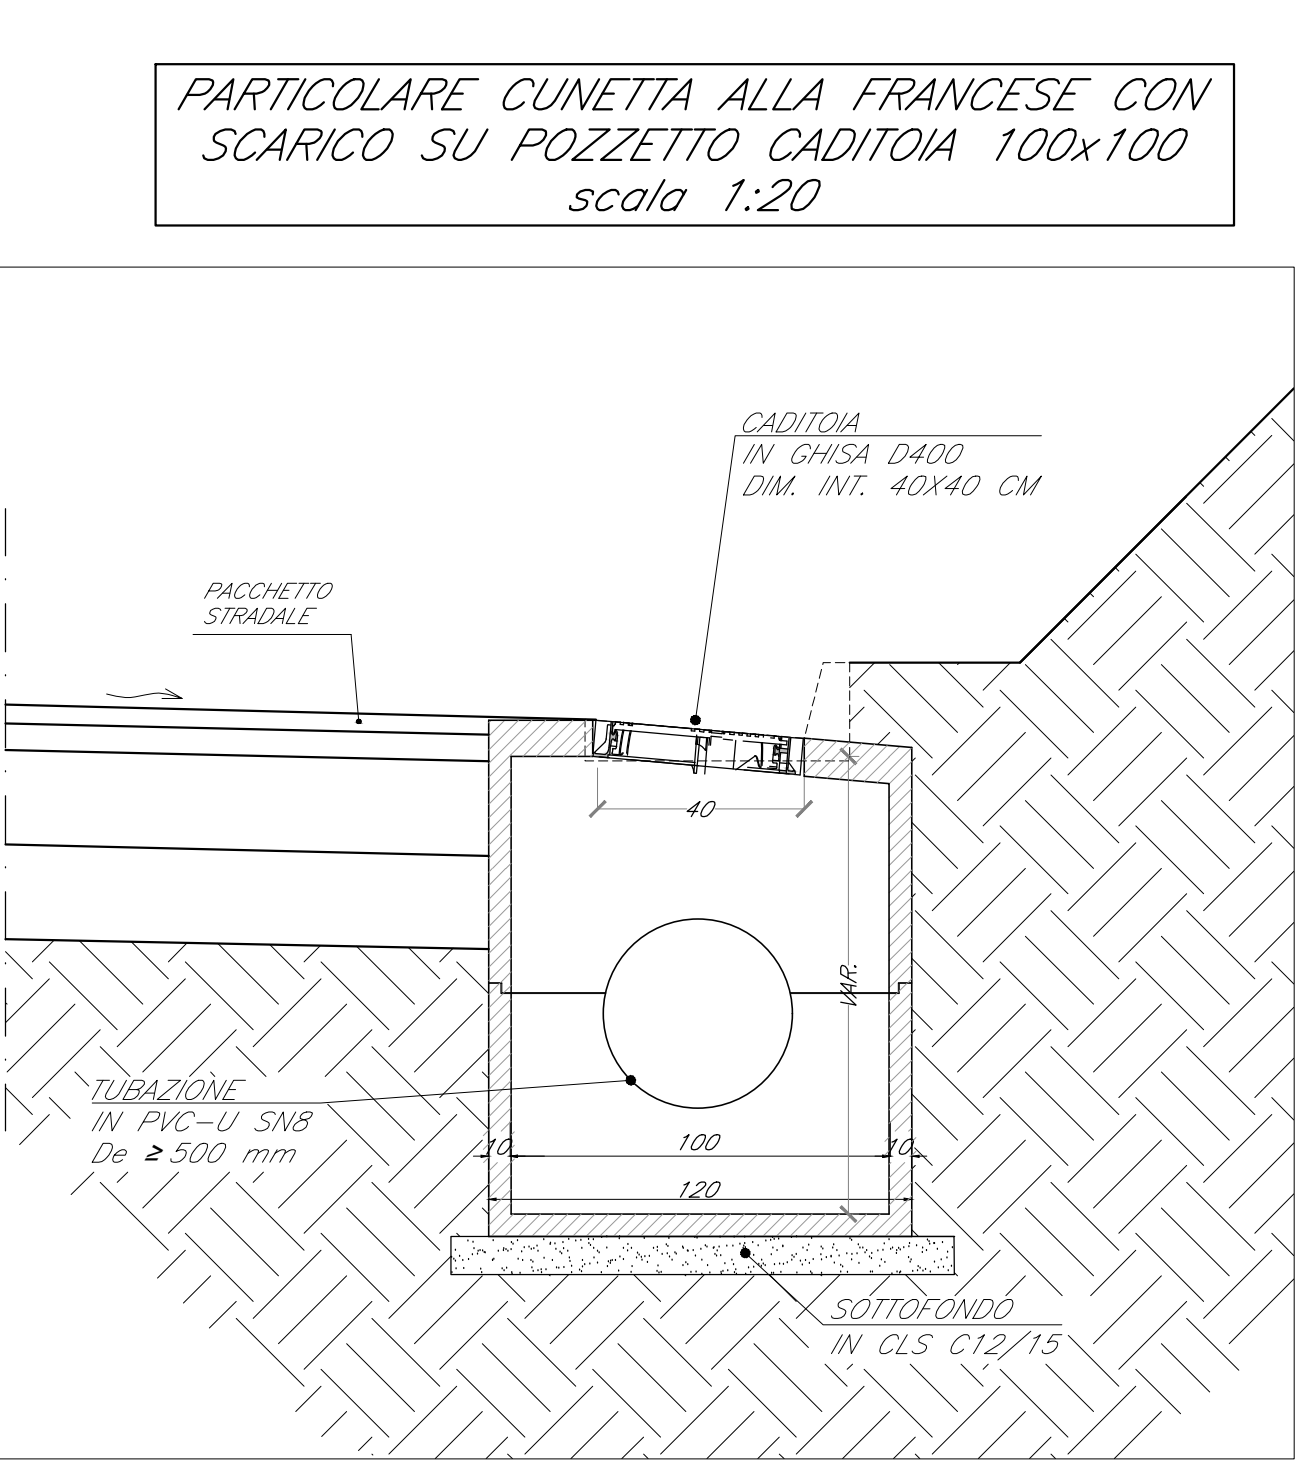 PARTICOLARE CUNETTA ALLA FRANCESE CON
SCARICO SU POZZETTO CADITOIA 100x100
scala 1:20
CADITOIA
IN GHISA D400
DIM. INT. 40X40 CM
PACCHETTO
STRADALE
40
VAR.
TUBAZIONE
IN PVC-U SN8
De ≥ 500 mm
10
100
10
120
SOTTOFONDO
IN CLS C12/15